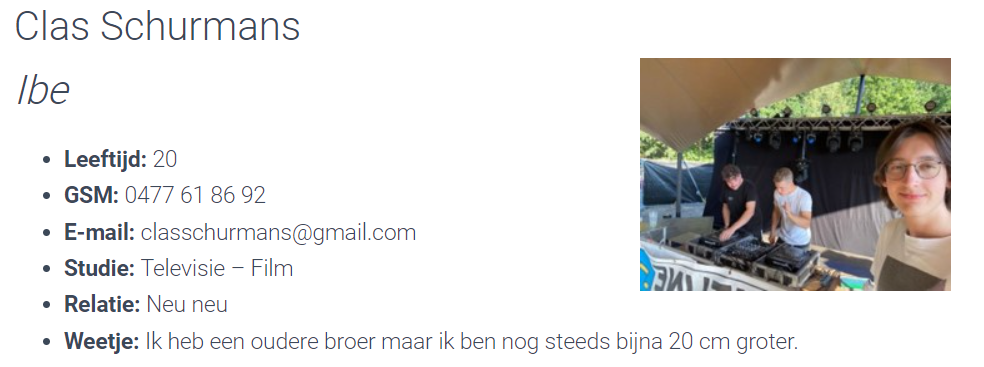 Clas Schurmans
Ibe
Leeftijd: 20
GSM: 0477 61 86 92
E-mail: classchurmans@gmail.com
Studie: Televisie – Film
Relatie: Neu neu
Weetje: Ik heb een oudere broer maar ik ben nog steeds bijna 20 cm groter.